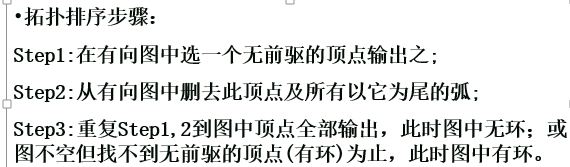 •拓扑排序步骤：
Step1:在有向图中选一个无前驱的顶点输出之;
Step2:从有向图中删去此顶点及所有以它为尾的弧;
Step3:重复Step1,2到图中顶点全部输出，此时图中无环；或
图不空但找不到无前驱的顶点(有环)为止，此时图中有环。